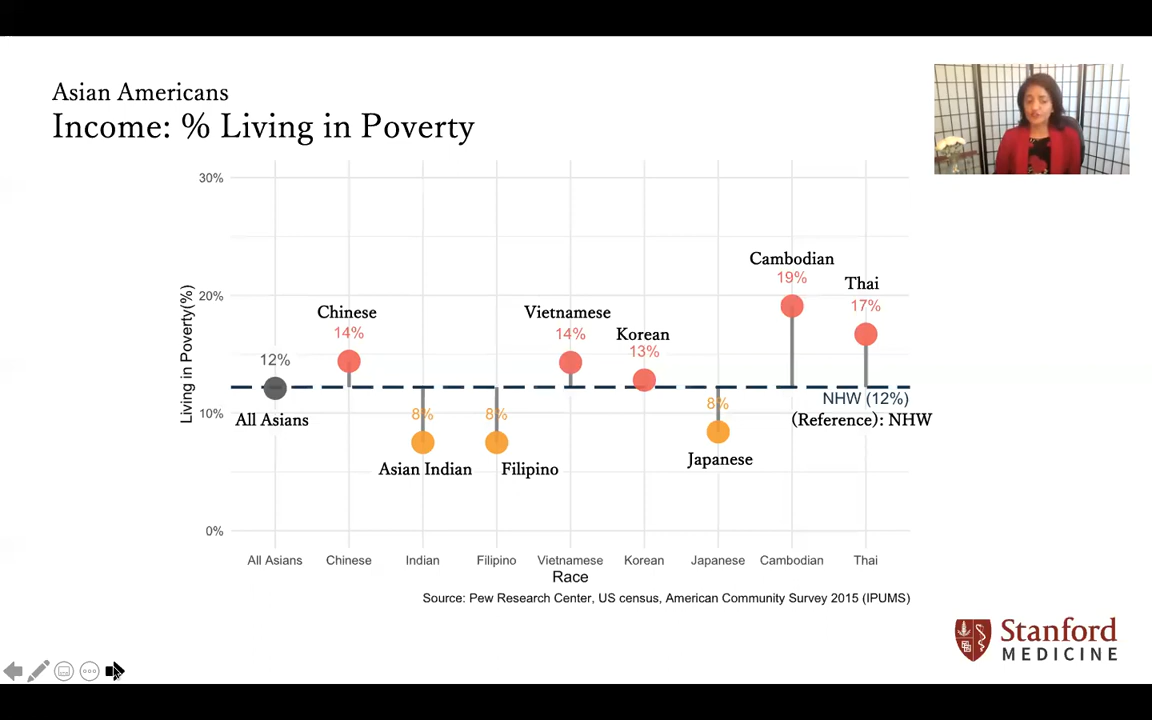 Asian Americans
Income: % Living in Poverty
Living in Poverty(%)
30%
20%
10%
0%
12%
All Asians
Chinese
14%
8%
Asian Indian
8%
Filipino
Vietnamese
14%
Korean
13%
8%
Japanese
Cambodian
19%
Thai
17%
NHW (12%)
(Reference): NHW
All Asians Chinese Indian Filipino Vietnamese Korean Japanese Cambodian Thai
Race
Source: Pew Research Center, US census, American Community Survey 2015 (IPUMS)
Stanford
MEDICINE